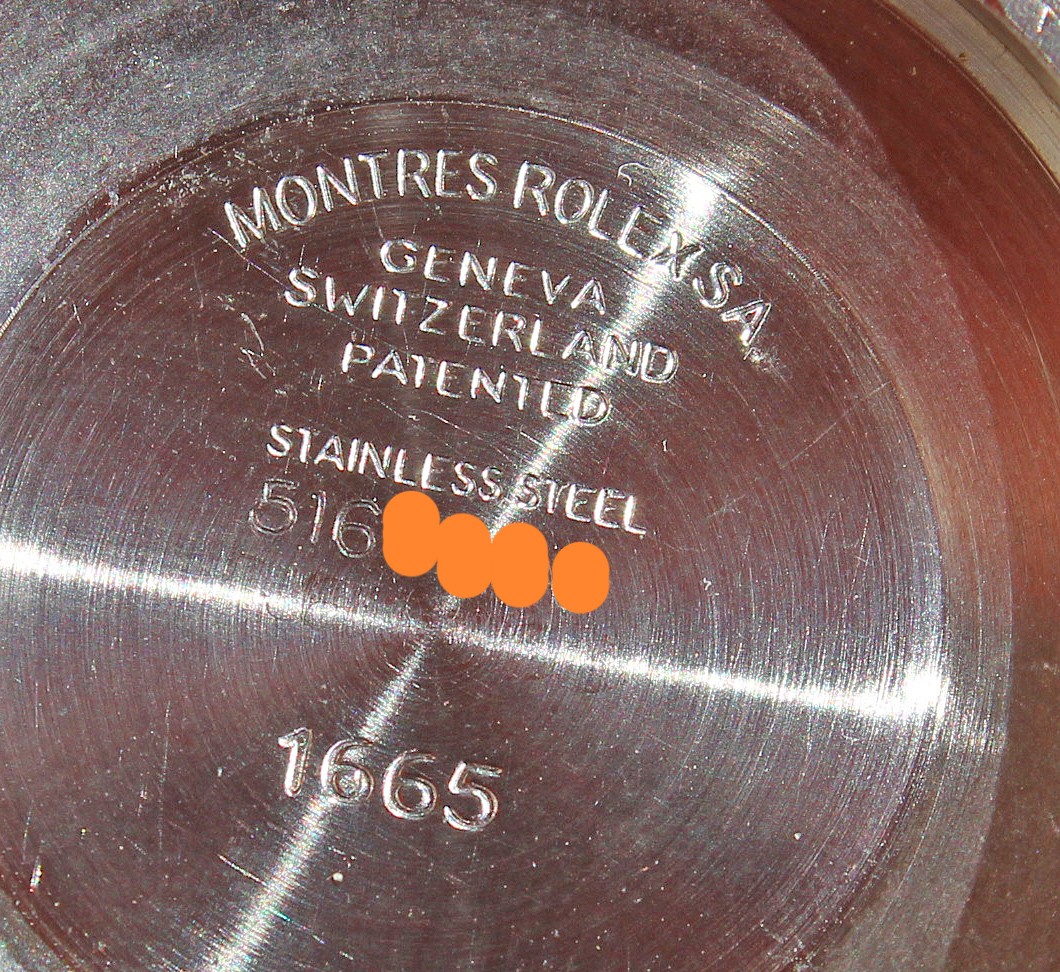 MONTRES ROLEX S.A.
GENEVA
SWITZERLAND
PATENTED
STAINLESS STEEL
516
1665